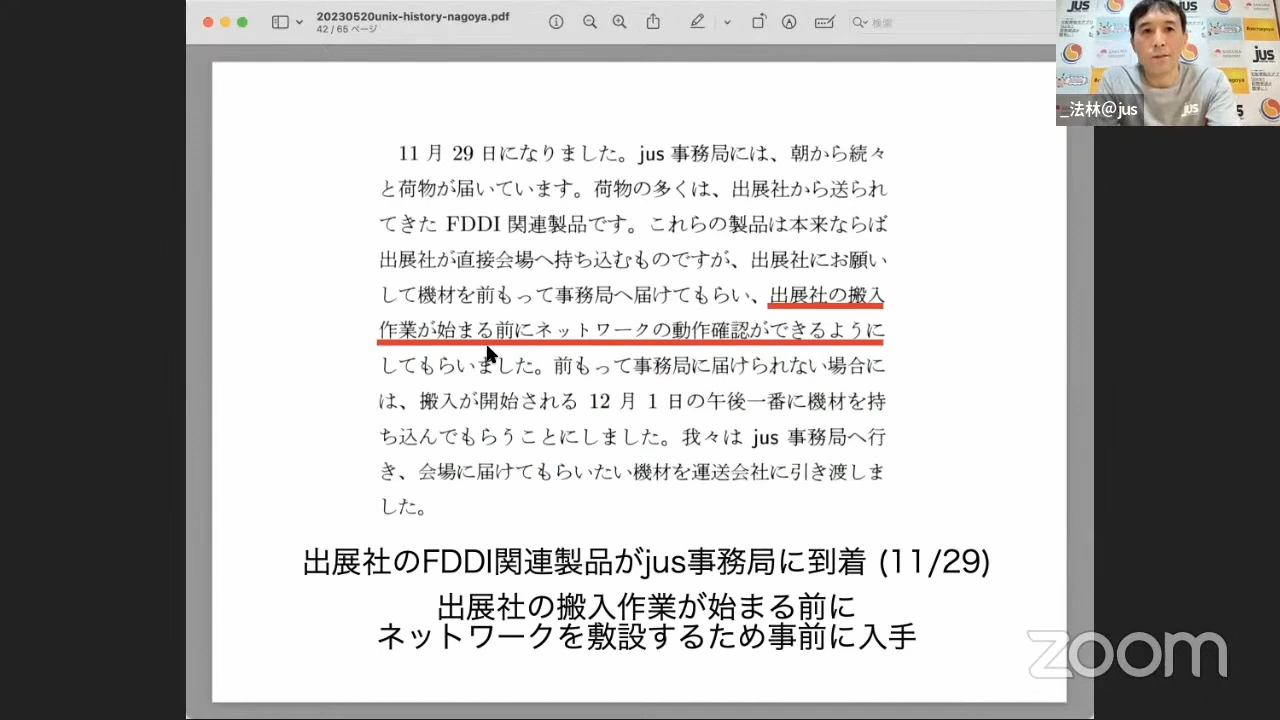 20230520unix-history-nagoya.pdf
42 / 65 ページ
検索
jus
_法林@jus
11 月 29 日になりました。jus 事務局には、朝から続々
と荷物が届いています。荷物の多くは、出展社から送られ
てきた FDDI 関連製品です。これらの製品は本来ならば
出展社が直接会場へ持ち込むものですが、出展社にお願い
して機材を前もって事務局へ届けてもらい、出展社の搬入
作業が始まる前にネットワークの動作確認ができるように
してもらいました。前もって事務局に届けられない場合に
は、搬入が開始される 12 月 1 日の午後一番に機材を持
ち込んでもらうことにしました。我々は jus 事務局へ行
き、会場に届けてもらいたい機材を運送会社に引き渡しま
した。
出展社のFDDI関連製品がjus事務局に到着 (11/29)
出展社の搬入作業が始まる前に
ネットワークを敷設するため事前に入手
zoom